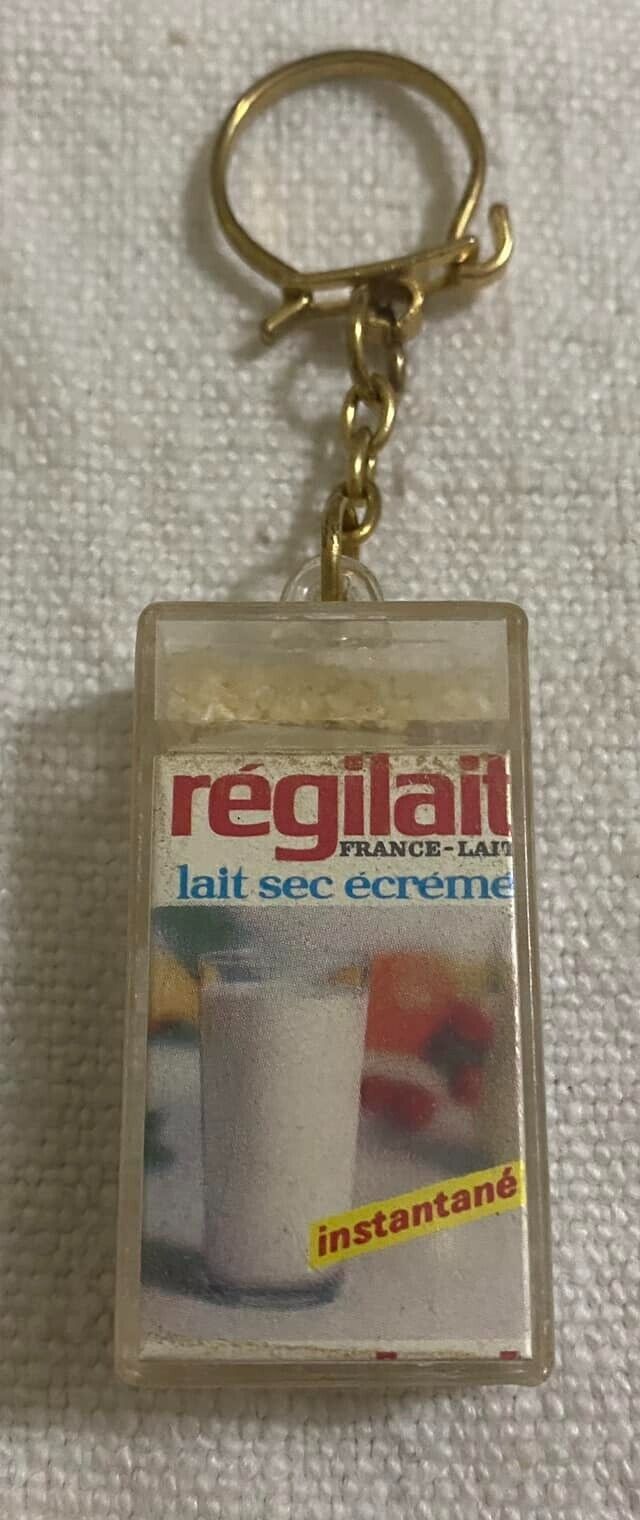 régilait
FRANCE-LAIT
lait sec écrémé
instantané